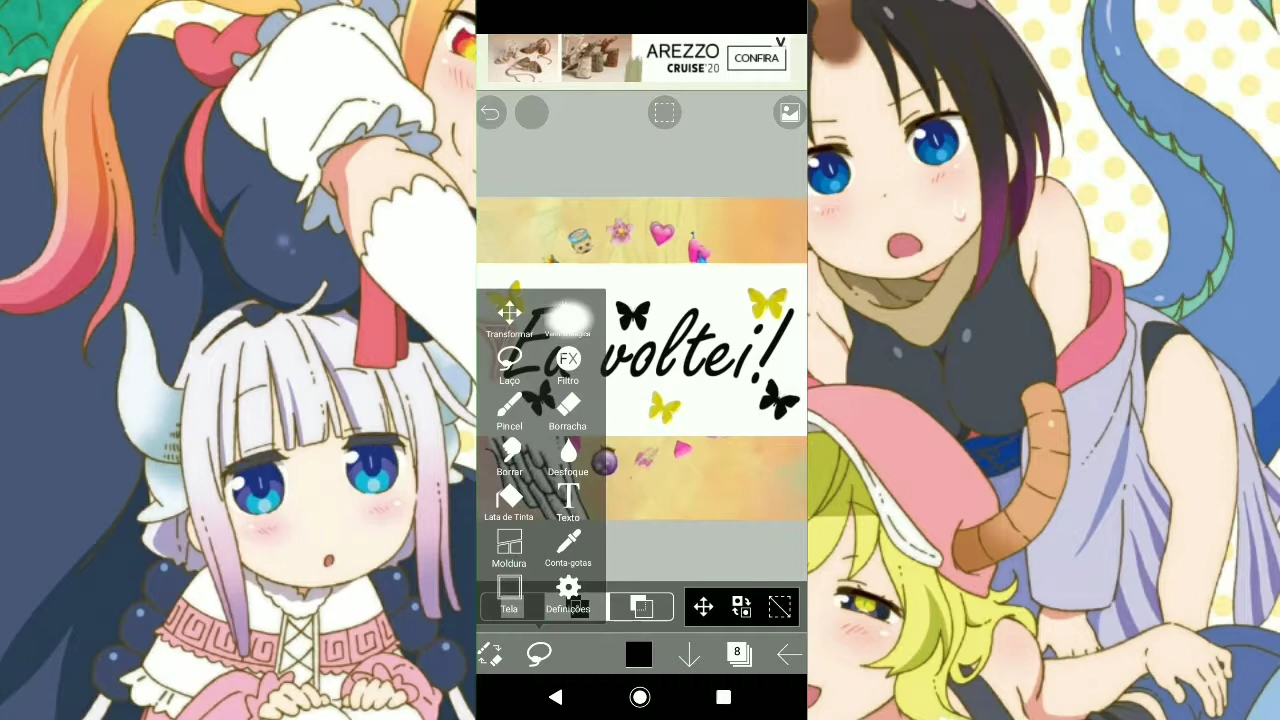 AREZZO
CRUISE'20
CONFIRA
Eu voltei!
Transformar
Laço
FX
Filtro
Pincel
Borracha
Borrar
Desfoque
Lata de Tinta
T
Texto
Moldura
Conta-gotas
Tela
Definições
8